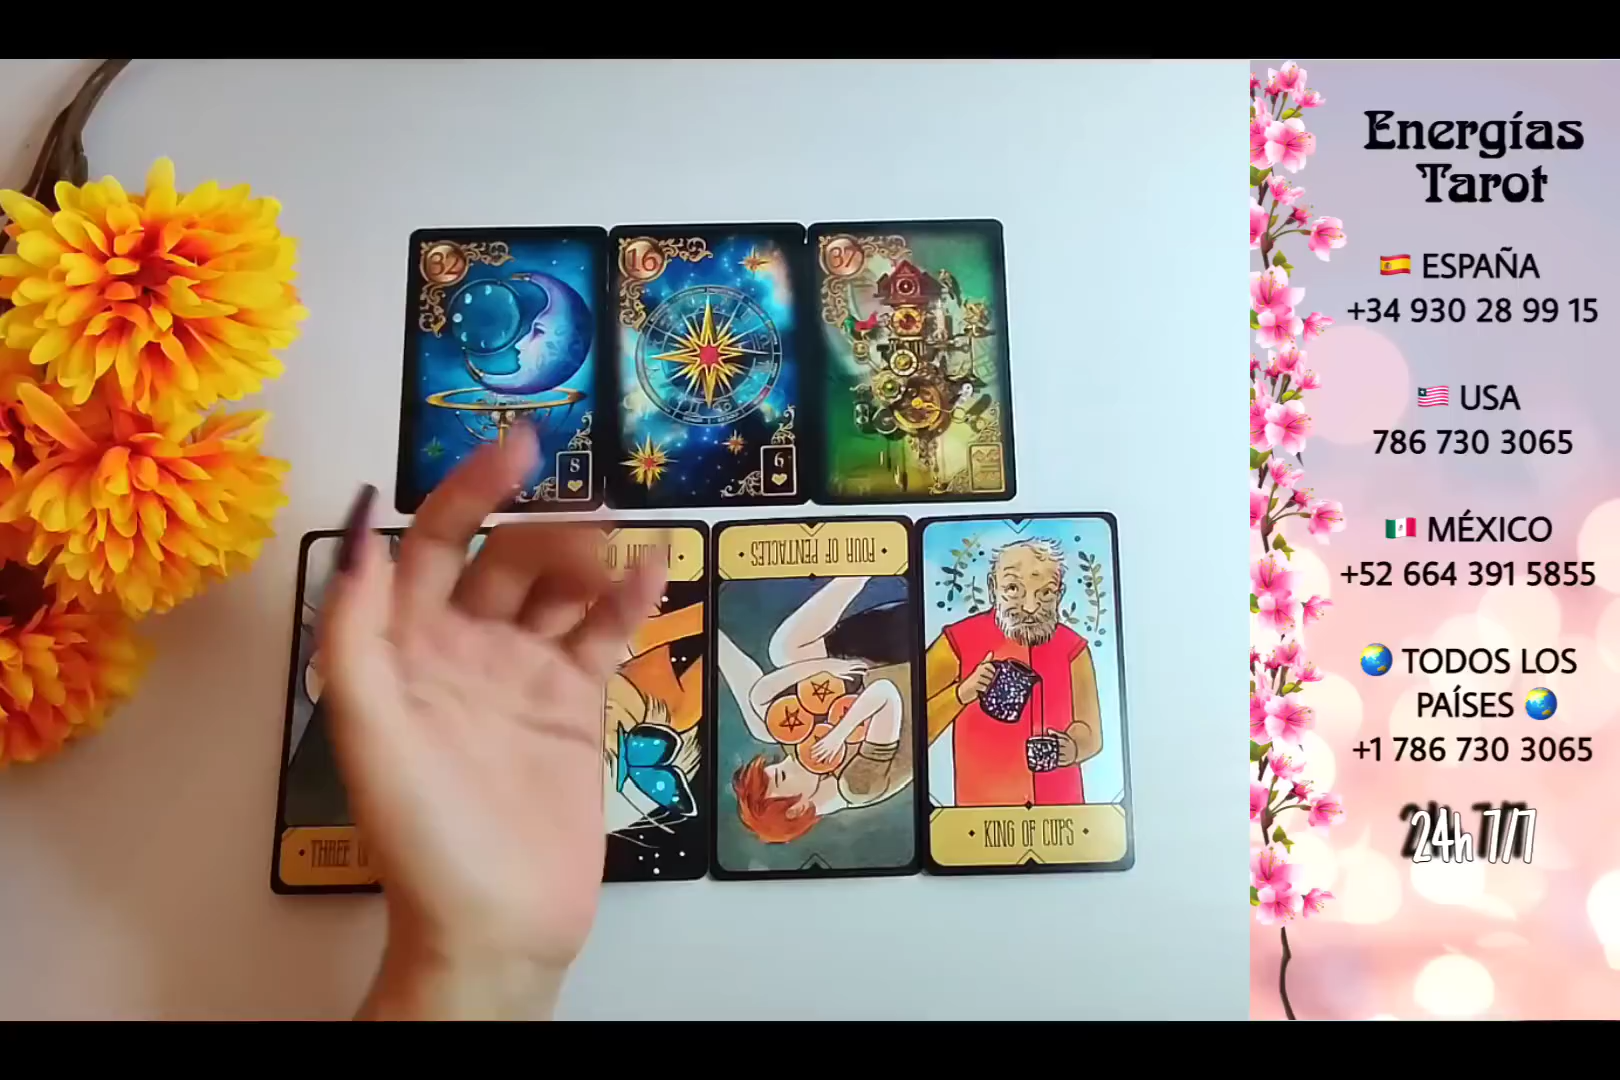 32
16
37
8
6
THREE
FOUR OF PENTACLES
KING OF CUPS
Energías
Tarot
ESPAÑA
+34 930 28 99 15
USA
786 730 3065
MÉXICO
+52 664 391 5855
TODOS LOS
PAÍSES
+1 786 730 3065
24h 7/7